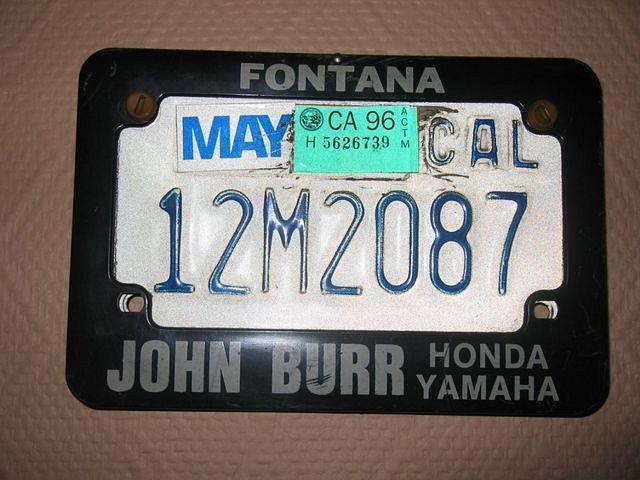 FONTANA
MAY CA 96 ACTM CAL
H 5626739
12M2087
JOHN BURR HONDA
YAMAHA